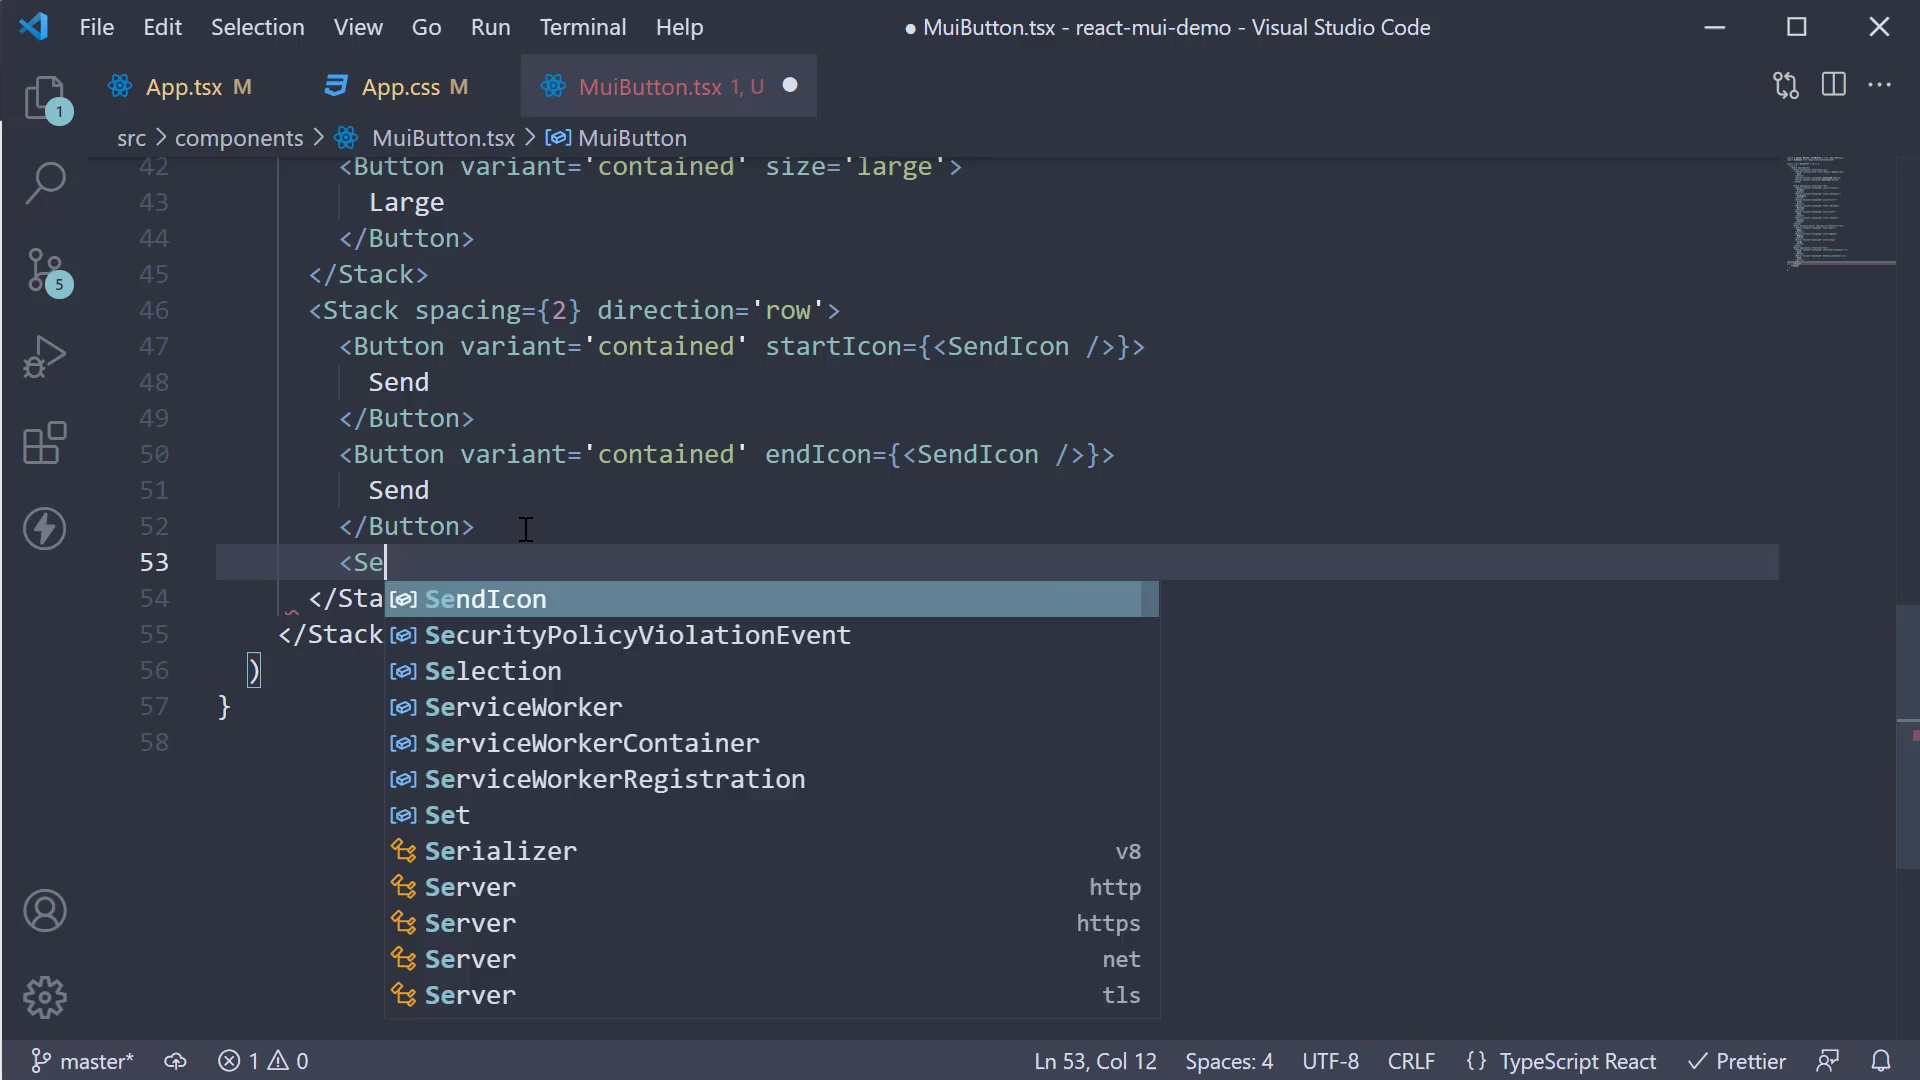 File Edit Selection View Go Run Terminal Help ● MuiButton.tsx - react-mui-demo - Visual Studio Code
App.tsx M App.css M MuiButton.tsx 1, U
src > components > MuiButton.tsx > MuiButton
42 <Button variant='contained' size='large'>
43 Large
44 </Button>
45 </Stack>
46 <Stack spacing={2} direction='row'>
47 <Button variant='contained' startIcon={<SendIcon />}>
48 Send
49 </Button>
50 <Button variant='contained' endIcon={<SendIcon />}>
51 Send
52 </Button>
53 <Se
54 </Sta
55 </Stack
56 )
57 }
58
SendIcon
SecurityPolicyViolationEvent
Selection
ServiceWorker
ServiceWorkerContainer
ServiceWorkerRegistration
Set
Serializer v8
Server http
Server https
Server net
Server tls
1
5
master* 1 0 Ln 53, Col 12 Spaces: 4 UTF-8 CRLF {} TypeScript React Prettier